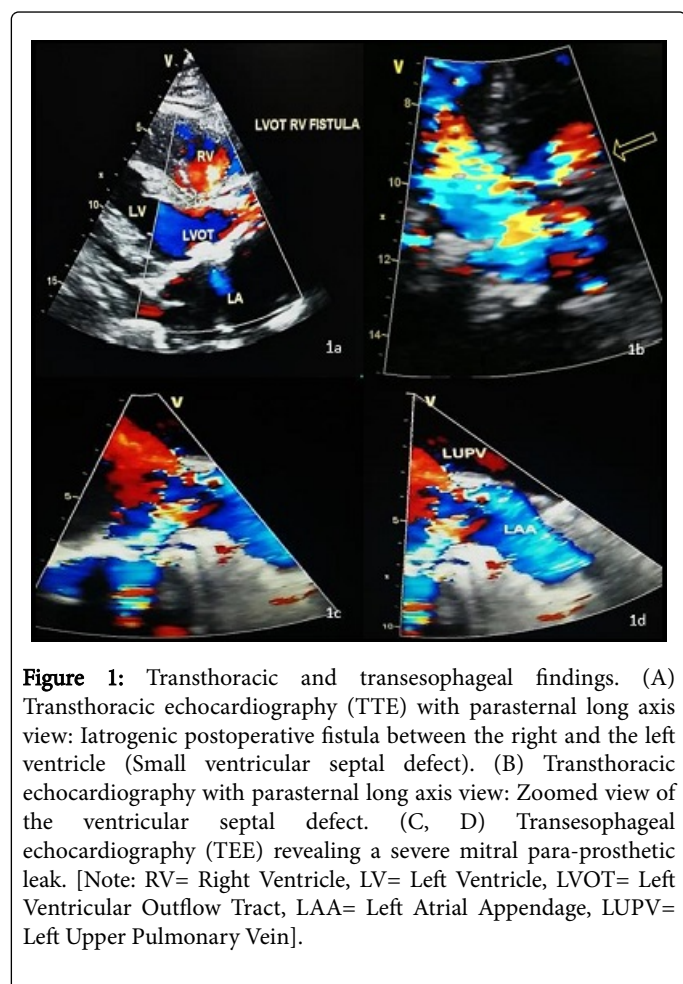 V
LVOT RV FISTULA
5
RV
x
10
LV
LVOT
15
LA
1a
V
8
10
x
12
14
1b
V
5
1c
V
LUPV
LAA
5
x
10
1d
Figure 1: Transthoracic and transesophageal findings. (A)
Transthoracic echocardiography (TTE) with parasternal long axis
view: Iatrogenic postoperative fistula between the right and the left
ventricle (Small ventricular septal defect). (B) Transthoracic
echocardiography with parasternal long axis view: Zoomed view of
the ventricular septal defect. (C, D) Transesophageal
echocardiography (TEE) revealing a severe mitral para-prosthetic
leak. [Note: RV= Right Ventricle, LV= Left Ventricle, LVOT= Left
Ventricular Outflow Tract, LAA= Left Atrial Appendage, LUPV=
Left Upper Pulmonary Vein].